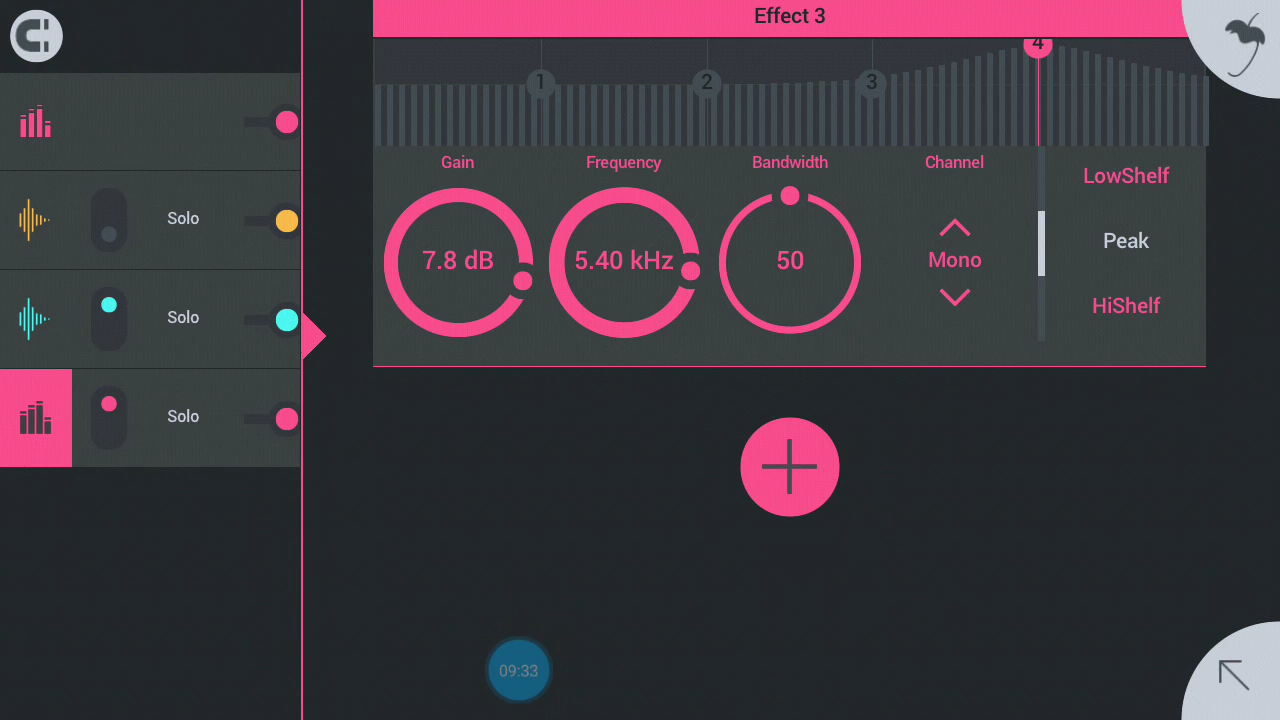 Effect 3
1
2
3
4
Gain
Frequency
Bandwidth
Channel
7.8 dB
5.40 kHz
50
Mono
LowShelf
Peak
HiShelf
Solo
Solo
Solo
09:33